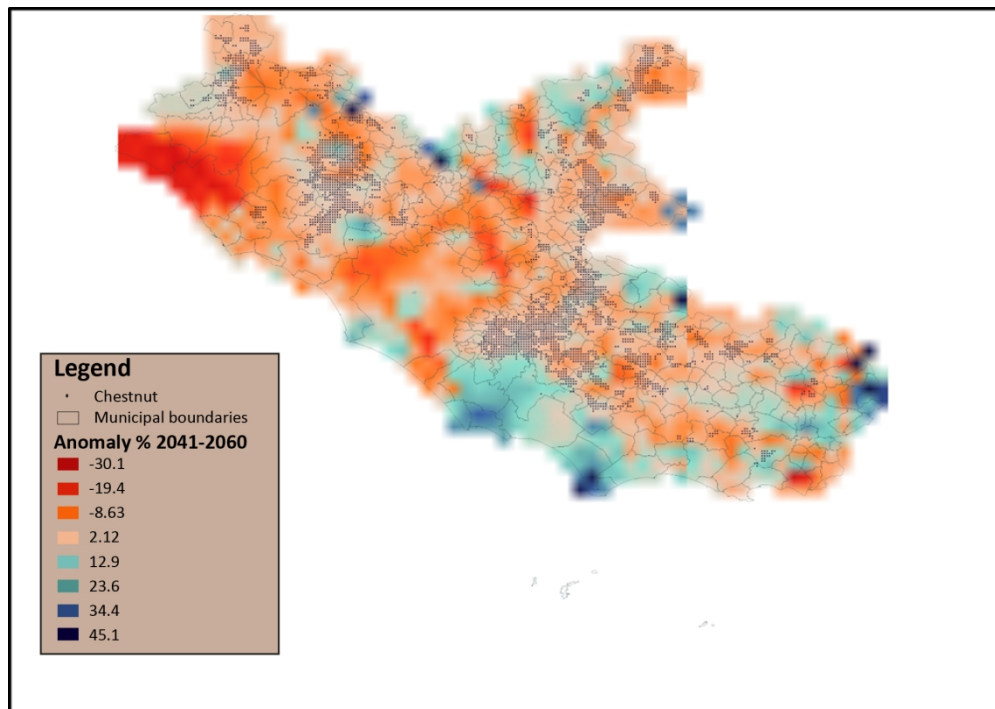 Legend
Chestnut
Municipal boundaries
Anomaly % 2041-2060
-30.1
-19.4
-8.63
2.12
12.9
23.6
34.4
45.1